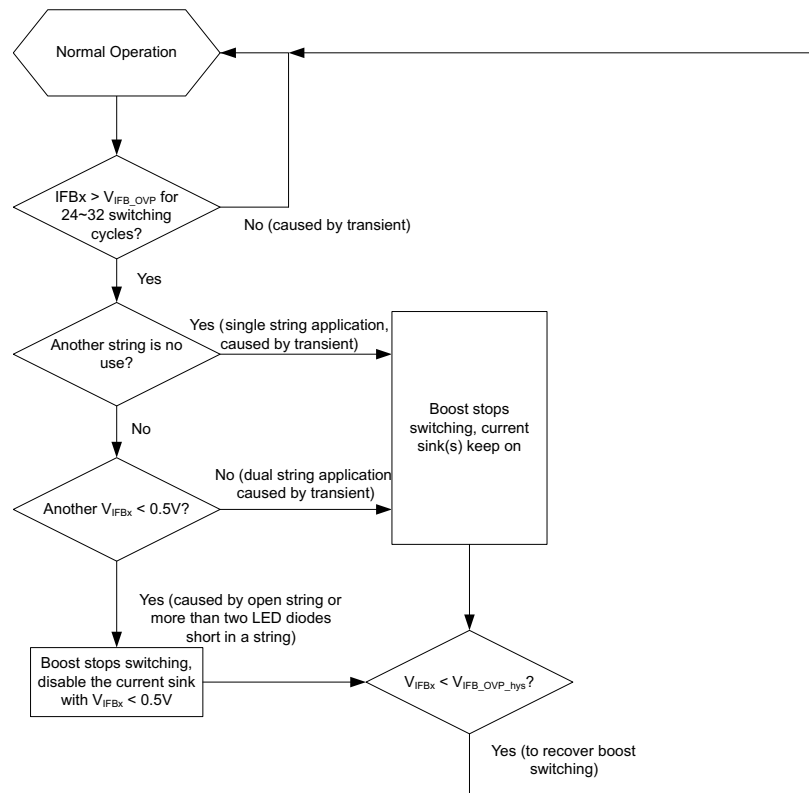 Normal Operation
IFBx > VIFB_OVP for
24~32 switching
cycles?
No (caused by transient)
Yes
Another string is no
use?
Yes (single string application,
caused by transient)
Boost stops
switching, current
sink(s) keep on
No
Another VIFBx < 0.5V?
No (dual string application
caused by transient)
Yes (caused by open string or
more than two LED diodes
short in a string)
Boost stops switching,
disable the current sink
with VIFBx < 0.5V
VIFBx < VIFB_OVP_hys?
Yes (to recover boost
switching)